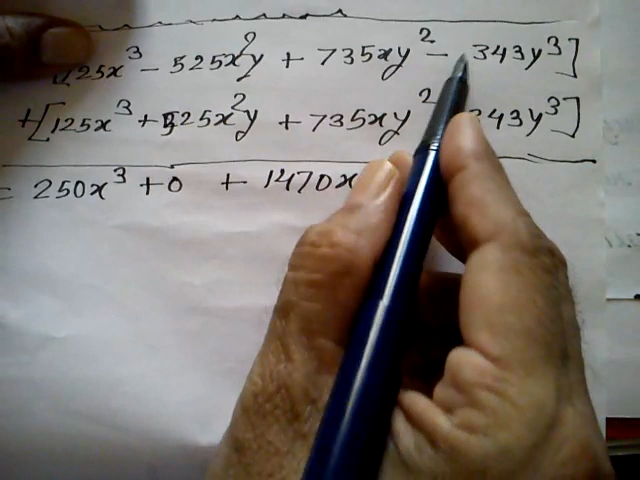 [125x³ - 525x²y + 735xy² - 343y³]
+[125x³ + 525x²y + 735xy² 343y³]
= 250x³ + 0 + 1470x